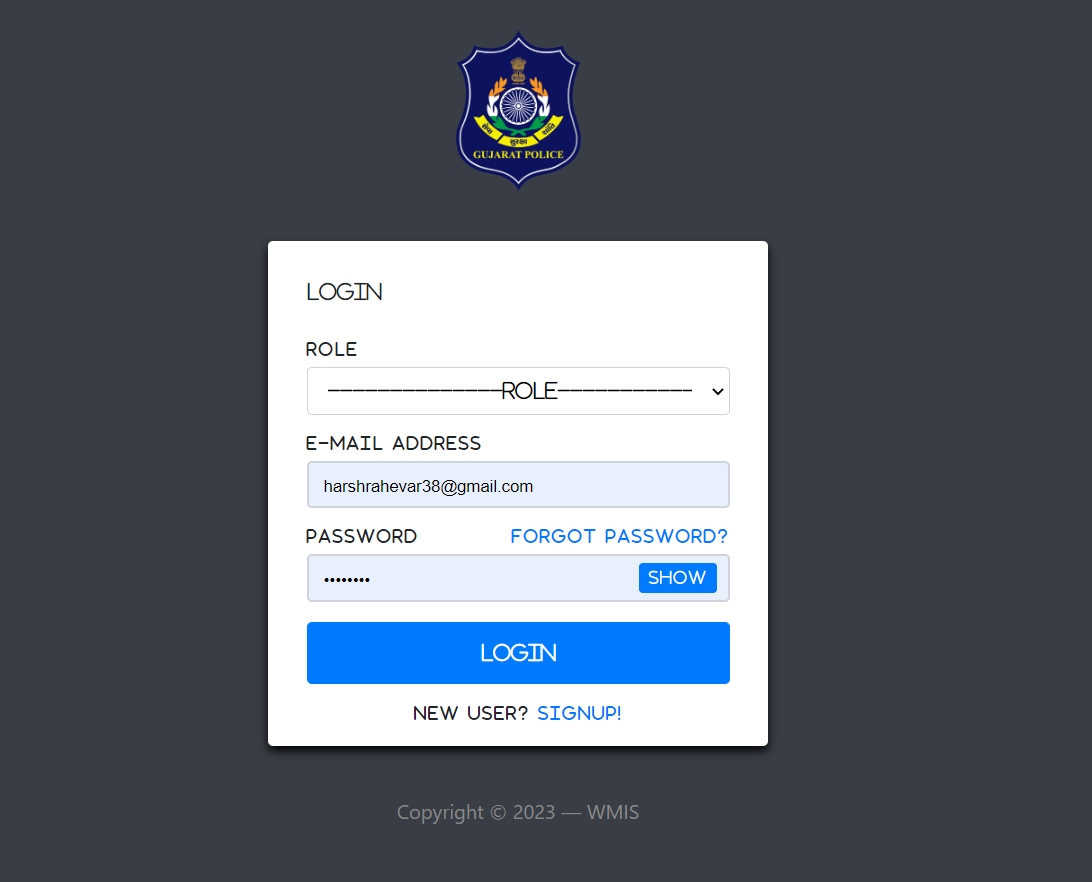 सेवा सुरक्षा शांति
GUJARAT POLICE
LOGIN
ROLE
--------------ROLE-----------
E-MAIL ADDRESS
harshrahevar38@gmail.com
PASSWORD FORGOT PASSWORD?
•••••••• SHOW
LOGIN
NEW USER? SIGNUP!
Copyright © 2023 — WMIS